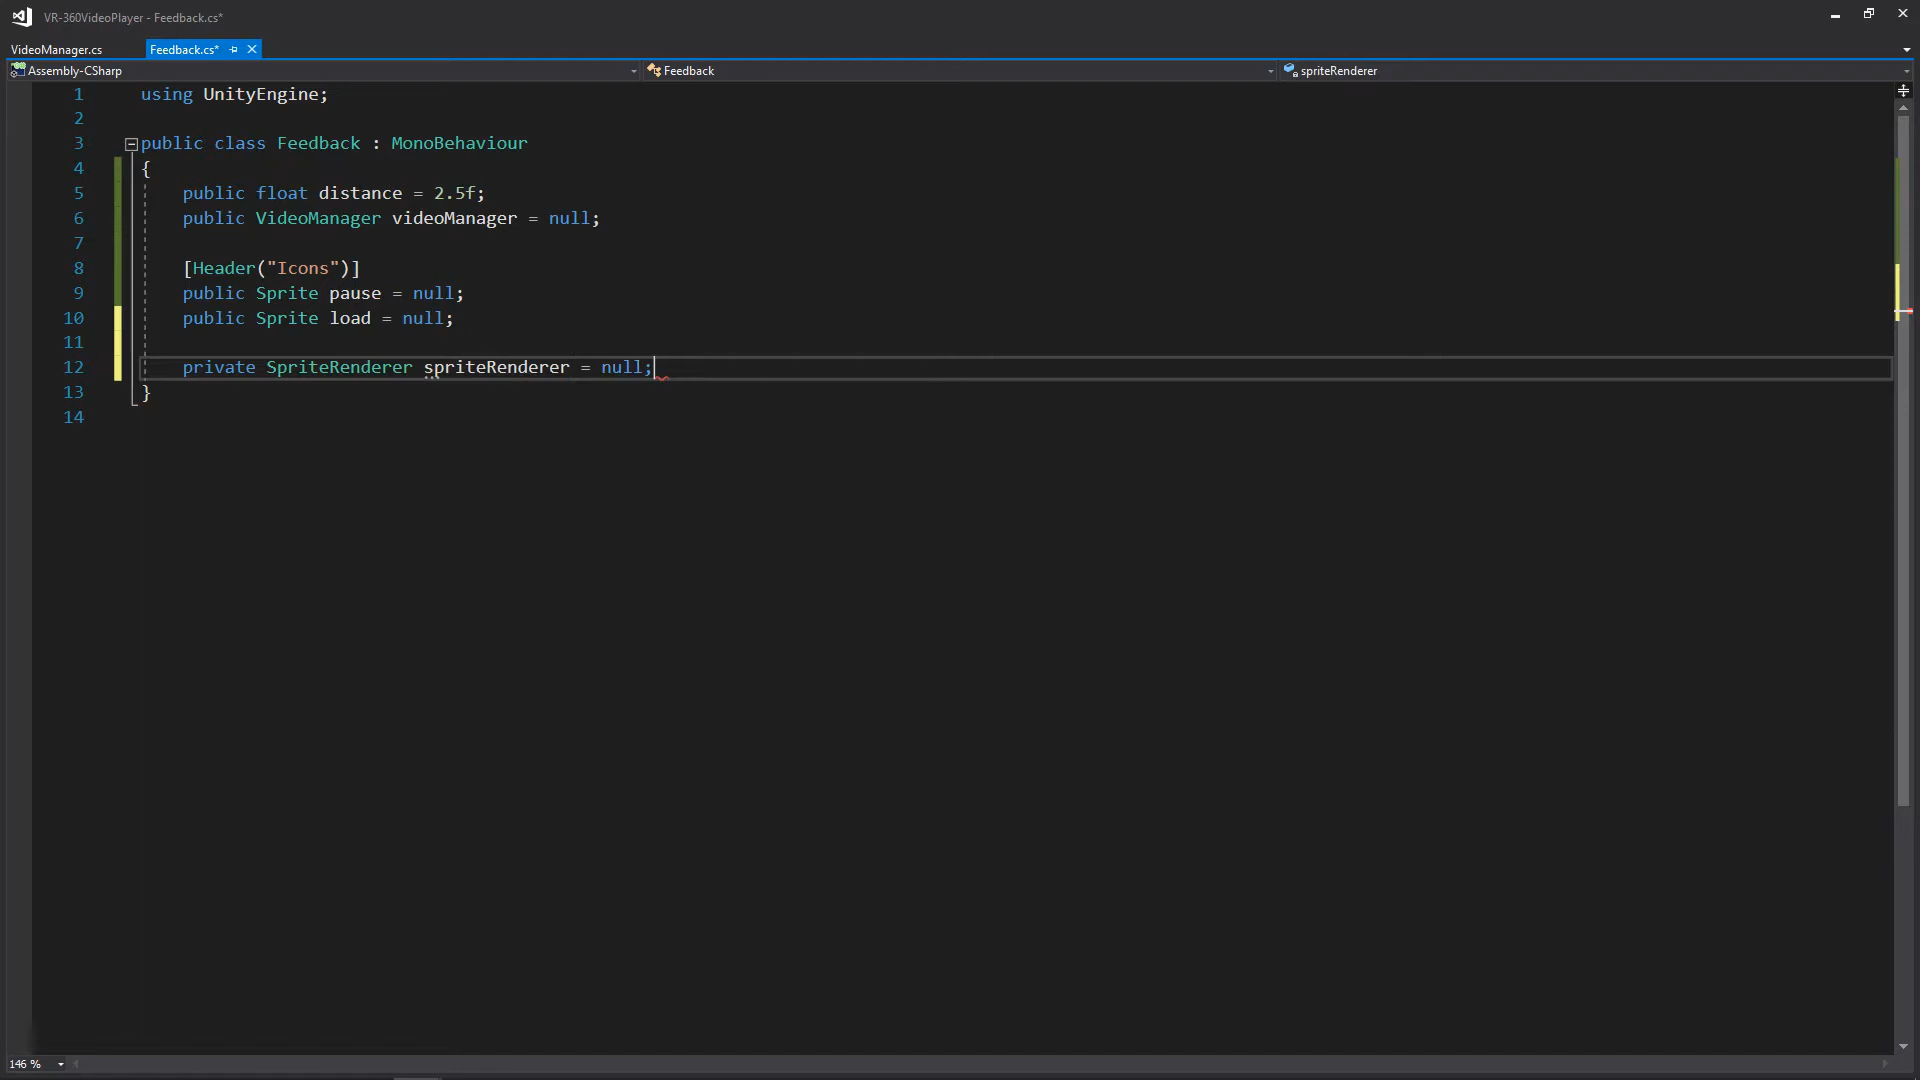 VR-360VideoPlayer - Feedback.cs*
VideoManager.cs
Feedback.cs*
Assembly-CSharp
Feedback
spriteRenderer
1 using UnityEngine;
2
3 public class Feedback : MonoBehaviour
4 {
5 public float distance = 2.5f;
6 public VideoManager videoManager = null;
7
8 [Header("Icons")]
9 public Sprite pause = null;
10 public Sprite load = null;
11
12 private SpriteRenderer spriteRenderer = null;
13 }
14
146 %